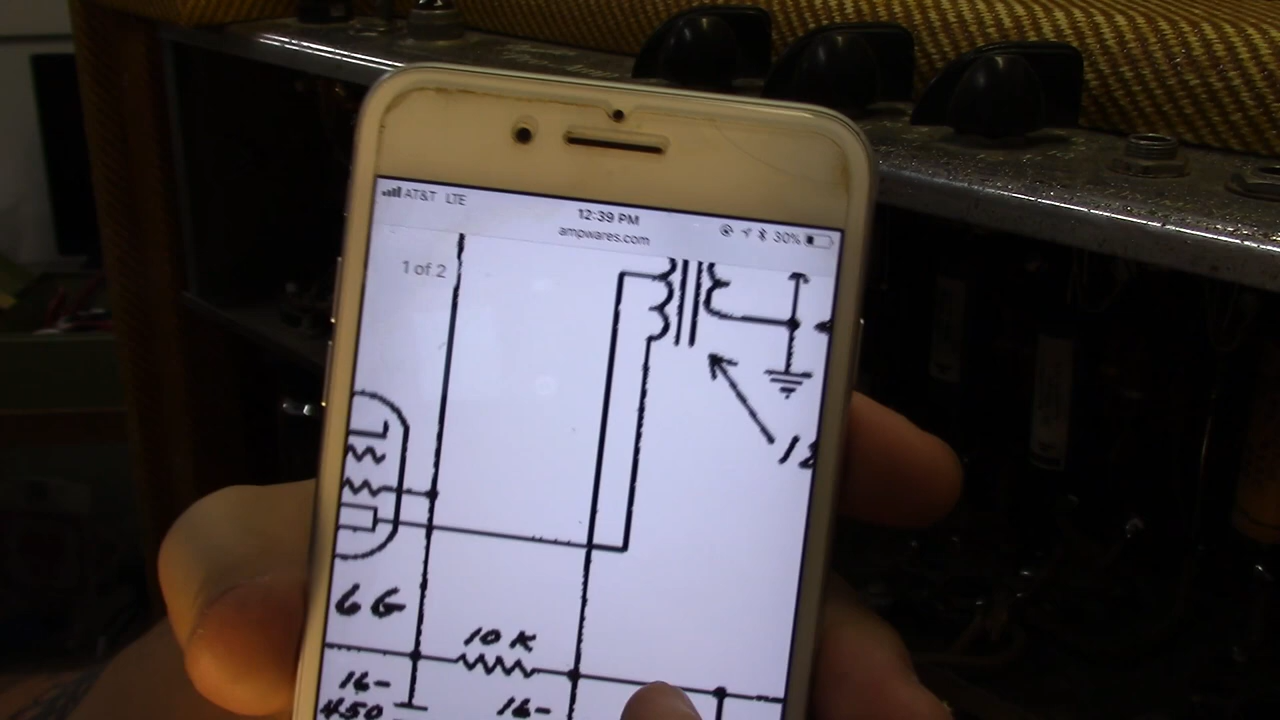 AT&T LTE
12:39 PM
30%
ampwares.com
1 of 2
6G
10 K
16-
450
16-